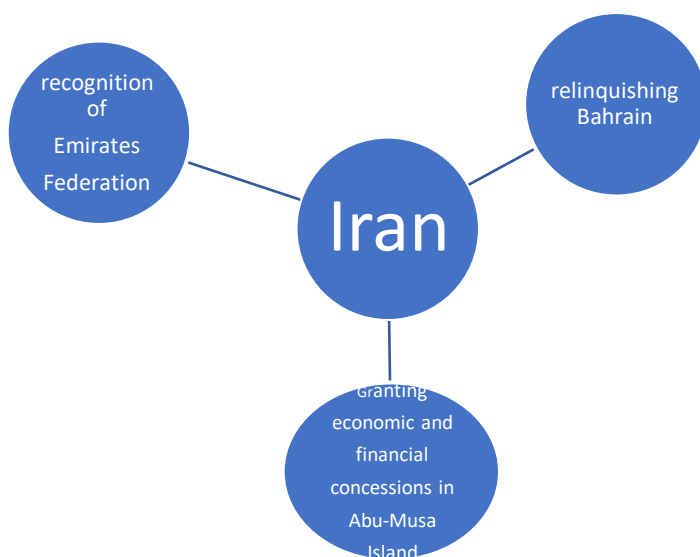 recognition
of
Emirates
Federation
relinquishing
Bahrain
Iran
Granting
economic and
financial
concessions in
Abu-Musa
Island